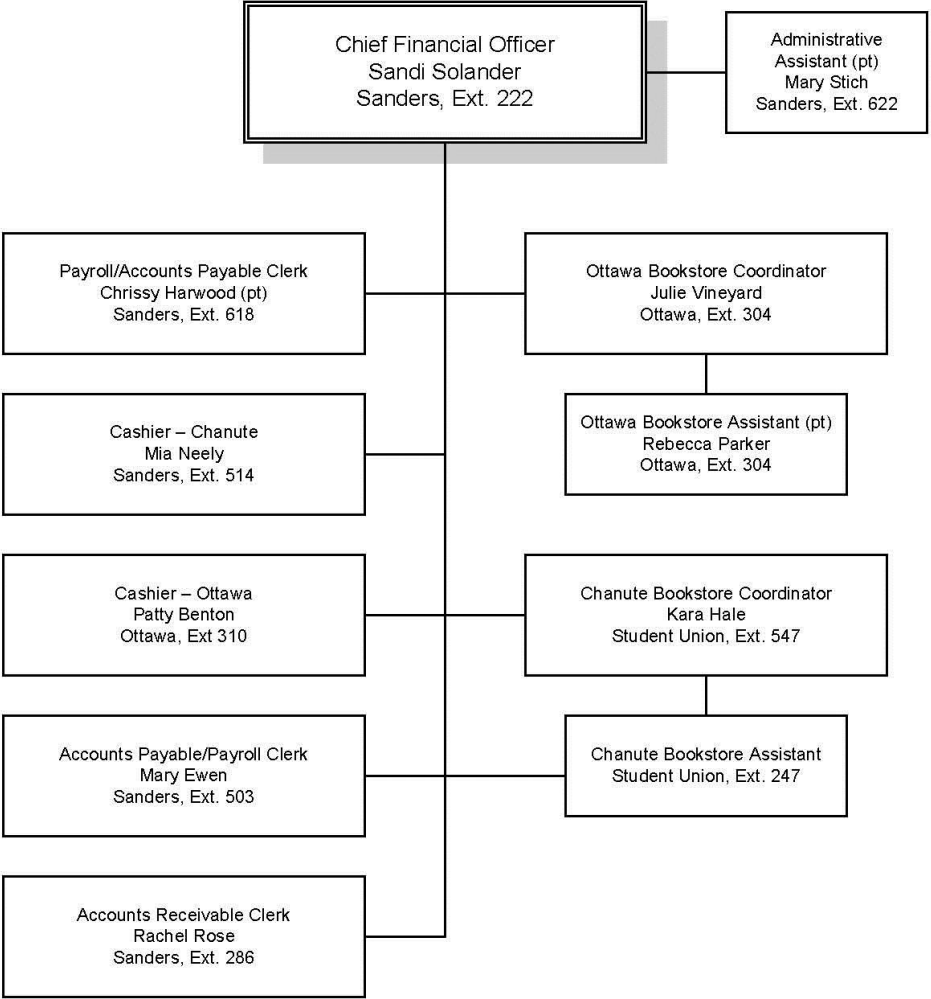 Chief Financial Officer
Sandi Solander
Sanders, Ext. 222
Administrative
Assistant (pt)
Mary Stich
Sanders, Ext. 622
Payroll/Accounts Payable Clerk
Chrissy Harwood (pt)
Sanders, Ext. 618
Ottawa Bookstore Coordinator
Julie Vineyard
Ottawa, Ext. 304
Cashier – Chanute
Mia Neely
Sanders, Ext. 514
Ottawa Bookstore Assistant (pt)
Rebecca Parker
Ottawa, Ext. 304
Cashier – Ottawa
Patty Benton
Ottawa, Ext 310
Chanute Bookstore Coordinator
Kara Hale
Student Union, Ext. 547
Accounts Payable/Payroll Clerk
Mary Ewen
Sanders, Ext. 503
Chanute Bookstore Assistant
Student Union, Ext. 247
Accounts Receivable Clerk
Rachel Rose
Sanders, Ext. 286